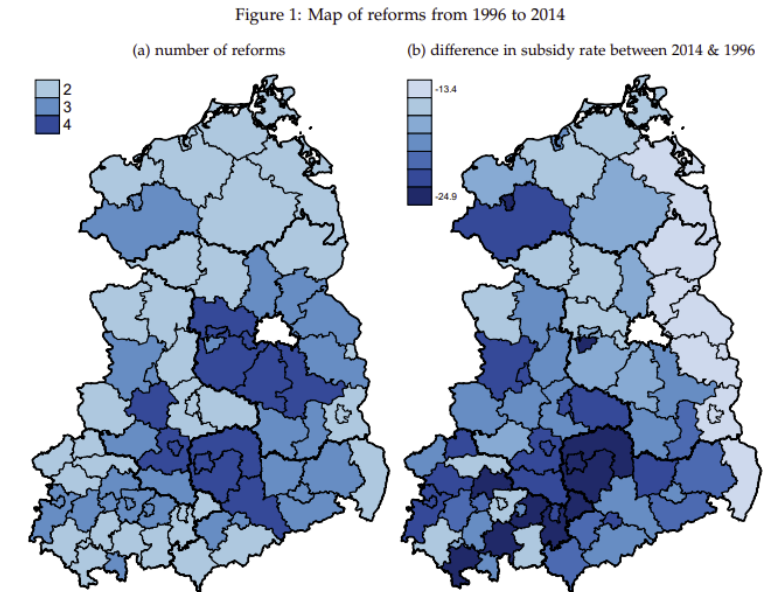 Figure 1: Map of reforms from 1996 to 2014
(a) number of reforms
(b) difference in subsidy rate between 2014 & 1996
2
3
4
-13.4
-24.9